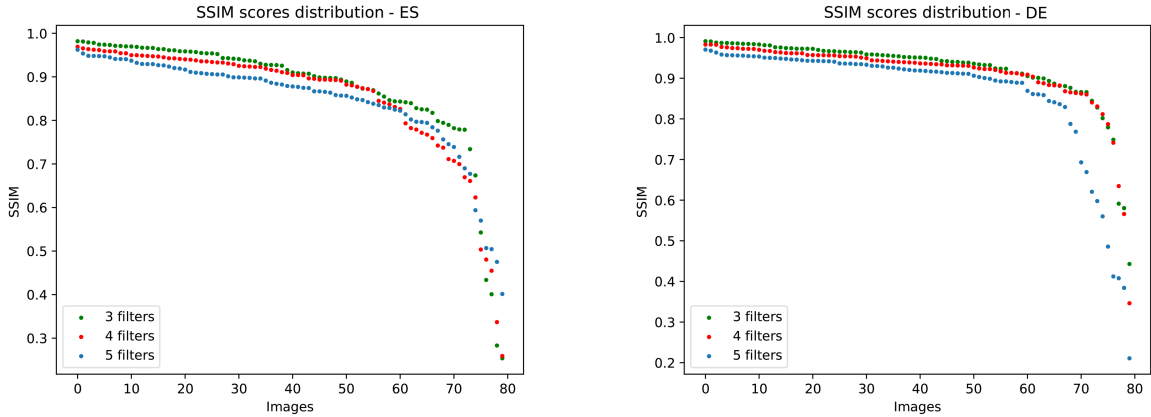 SSIM scores distribution - ES
SSIM
1.0
0.9
0.8
0.7
0.6
0.5
0.4
0.3
3 filters
4 filters
5 filters
0 10 20 30 40 50 60 70 80
Images
SSIM scores distribution - DE
SSIM
1.0
0.9
0.8
0.7
0.6
0.5
0.4
0.3
0.2
3 filters
4 filters
5 filters
0 10 20 30 40 50 60 70 80
Images